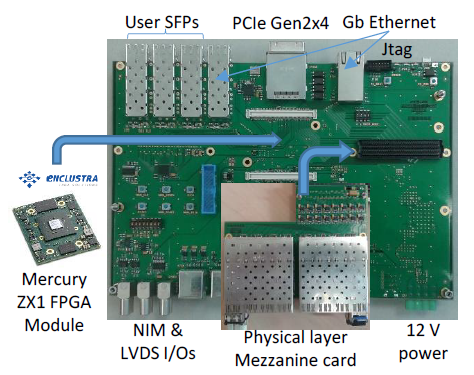 User SFPs
PCIe Gen2x4
Gb Ethernet
Jtag
enclustra
Mercury
ZX1 FPGA
Module
NIM &
LVDS I/Os
Physical layer
Mezzanine card
12 V
power